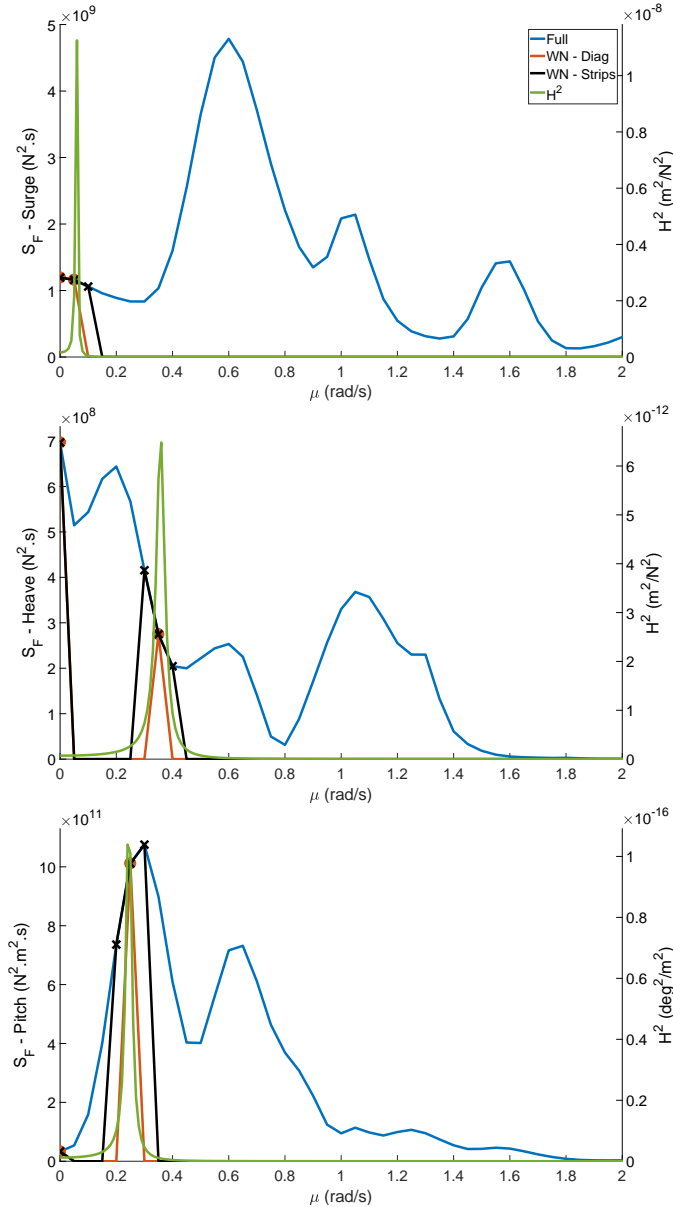 ×10^9
×10^-8
Full
WN - Diag
WN - Strips
H^2
5
4
3
2
1
0
S_F - Surge (N^2.s)
1
0.8
0.6
0.4
0.2
0
H^2 (m^2/N^2)
0 0.2 0.4 0.6 0.8 1 1.2 1.4 1.6 1.8 2
μ (rad/s)
×10^8
×10^-12
7
6
5
4
3
2
1
0
S_F - Heave (N^2.s)
6
5
4
3
2
1
0
H^2 (m^2/N^2)
0 0.2 0.4 0.6 0.8 1 1.2 1.4 1.6 1.8 2
μ (rad/s)
×10^11
×10^-16
10
8
6
4
2
0
S_F - Pitch (N^2.m^2.s)
1
0.8
0.6
0.4
0.2
0
H^2 (deg^2/m^2)
0 0.2 0.4 0.6 0.8 1 1.2 1.4 1.6 1.8 2
μ (rad/s)